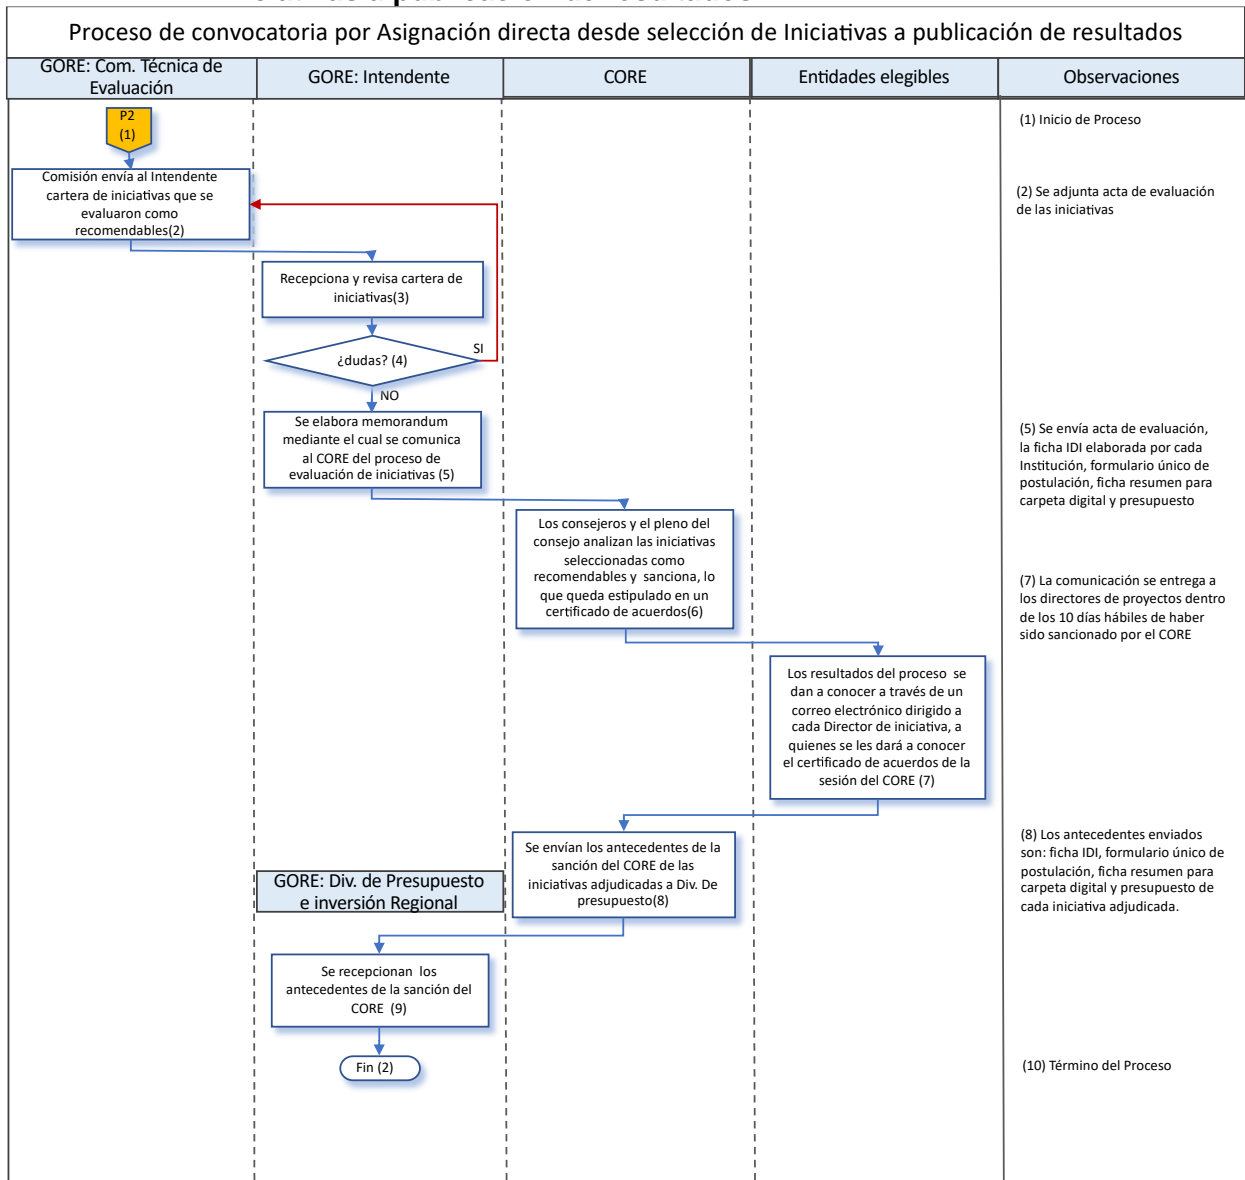 Proceso de convocatoria por Asignación directa desde selección de Iniciativas a publicación de resultados
GORE: Com. Técnica de
Evaluación
GORE: Intendente
CORE
Entidades elegibles
Observaciones
P2
(1)
(1) Inicio de Proceso
Comisión envía al Intendente
cartera de iniciativas que se
evaluaron como
recomendables(2)
(2) Se adjunta acta de evaluación
de las iniciativas
Recepciona y revisa cartera de
iniciativas(3)
¿dudas? (4)
SI
NO
Se elabora memorandum
mediante el cual se comunica
al CORE del proceso de
evaluación de iniciativas (5)
(5) Se envía acta de evaluación,
la ficha IDI elaborada por cada
Institución, formulario único de
postulación, ficha resumen para
carpeta digital y presupuesto
Los consejeros y el pleno del
consejo analizan las iniciativas
seleccionadas como
recomendables y sanciona, lo
que queda estipulado en un
certificado de acuerdos(6)
(7) La comunicación se entrega a
los directores de proyectos dentro
de los 10 días hábiles de haber
sido sancionado por el CORE
Los resultados del proceso se
dan a conocer a través de un
correo electrónico dirigido a
cada Director de iniciativa, a
quienes se les dará a conocer
el certificado de acuerdos de la
sesión del CORE (7)
Se envían los antecedentes de la
sanción del CORE de las
iniciativas adjudicadas a Div. De
presupuesto(8)
(8) Los antecedentes enviados
son: ficha IDI, formulario único de
postulación, ficha resumen para
carpeta digital y presupuesto de
cada iniciativa adjudicada.
GORE: Div. de Presupuesto
e inversión Regional
Se recepcionan los
antecedentes de la sanción del
CORE (9)
Fin (2)
(10) Término del Proceso